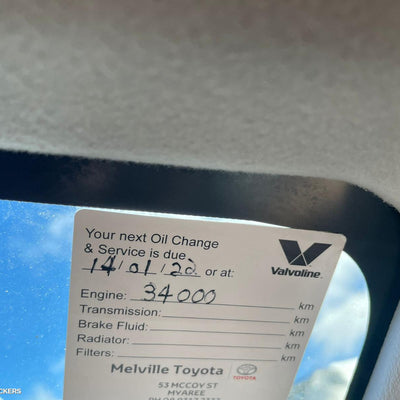 Your next Oil Change
& Service is due
14/01/22 or at:
Valvoline
Engine: 34000 km
Transmission: km
Brake Fluid: km
Radiator: km
Filters: km
Melville Toyota TOYOTA
53 MCCOY ST
MYAREE
CKERS